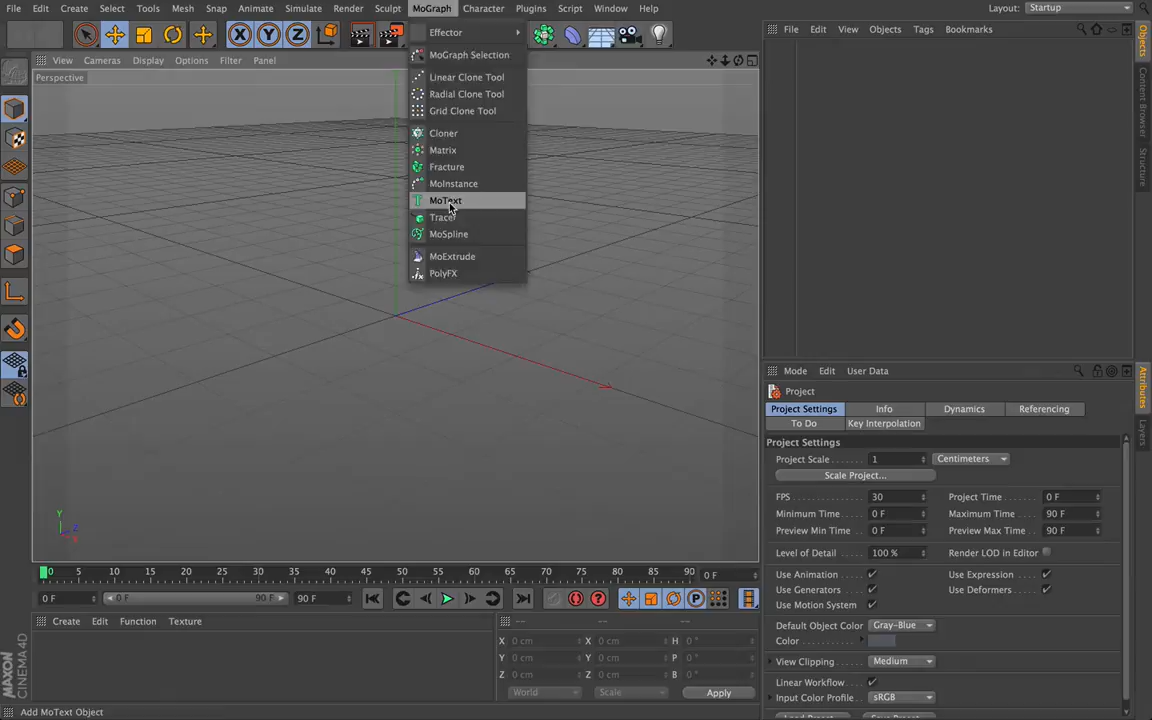 File Edit Create Select Tools Mesh Snap Animate Simulate Render Sculpt MoGraph Character Plugins Script Window Help Layout: Startup
X Y Z
View Cameras Display Options Filter Panel
Perspective
Effector
MoGraph Selection
Linear Clone Tool
Radial Clone Tool
Grid Clone Tool
Cloner
Matrix
Fracture
MoInstance
MoText
Tracer
MoSpline
MoExtrude
PolyFX
File Edit View Objects Tags Bookmarks
Objects
Content Browser
Structure
Mode Edit User Data
Attributes
Layers
Project
Project Settings Info Dynamics Referencing
To Do Key Interpolation
Project Settings
Project Scale 1 Centimeters
Scale Project...
FPS 30 Project Time 0 F
Minimum Time 0 F Maximum Time 90 F
Preview Min Time 0 F Preview Max Time 90 F
Level of Detail 100 % Render LOD in Editor
Use Animation Use Expression
Use Generators Use Deformers
Use Motion System
Default Object Color Gray-Blue
Color
View Clipping Medium
Linear Workflow
Input Color Profile sRGB
Y Z X
0 5 10 15 20 25 30 35 40 45 50 55 60 65 70 75 80 85 90 0 F
0 F 0 F 90 F 90 F
P
Create Edit Function Texture
-- -- --
X 0 cm X 0 cm H 0 °
Y 0 cm Y 0 cm P 0 °
Z 0 cm Z 0 cm B 0 °
World Scale Apply
MAXON CINEMA 4D
Add MoText Object